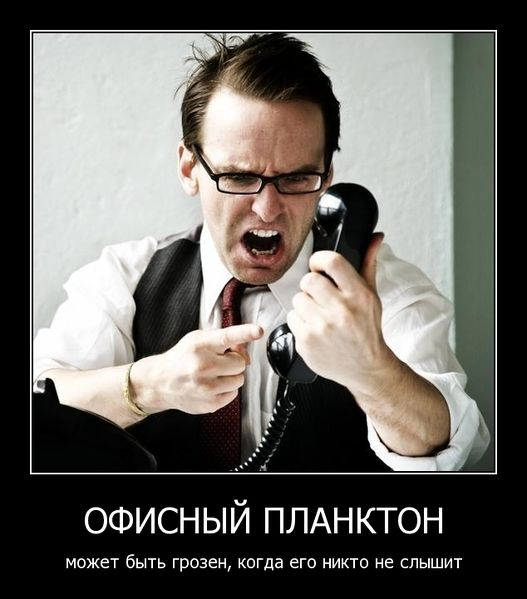 ОФИСНЫЙ ПЛАНКТОН
может быть грозен, когда его никто не слышит